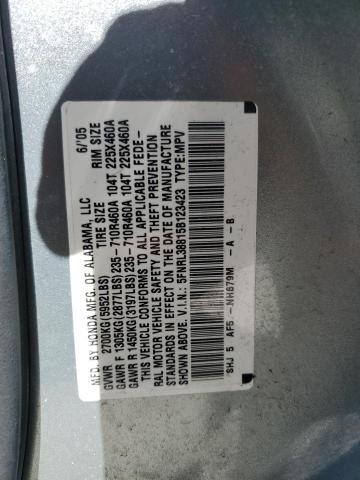 MFD. BY HONDA MFG. OF ALABAMA, LLC 6/'05
GVWR 2700KG(5952LBS) TIRE SIZE RIM SIZE
GAWR F 1305KG(2877LBS)235-710R460A 104T 225X460A
GAWR R 1450KG(3197LBS)235-710R460A 104T 225X460A
THIS VEHICLE CONFORMS TO ALL APPLICABLE FEDE-
RAL MOTOR VEHICLE SAFETY AND THEFT PREVENTION
STANDARDS IN EFFECT ON THE DATE OF MANUFACTURE
SHOWN ABOVE. V.I.N.: 5FNRL38815B123423 TYPE:MPV
SHJ 5 AF5 -NH679M -A -B